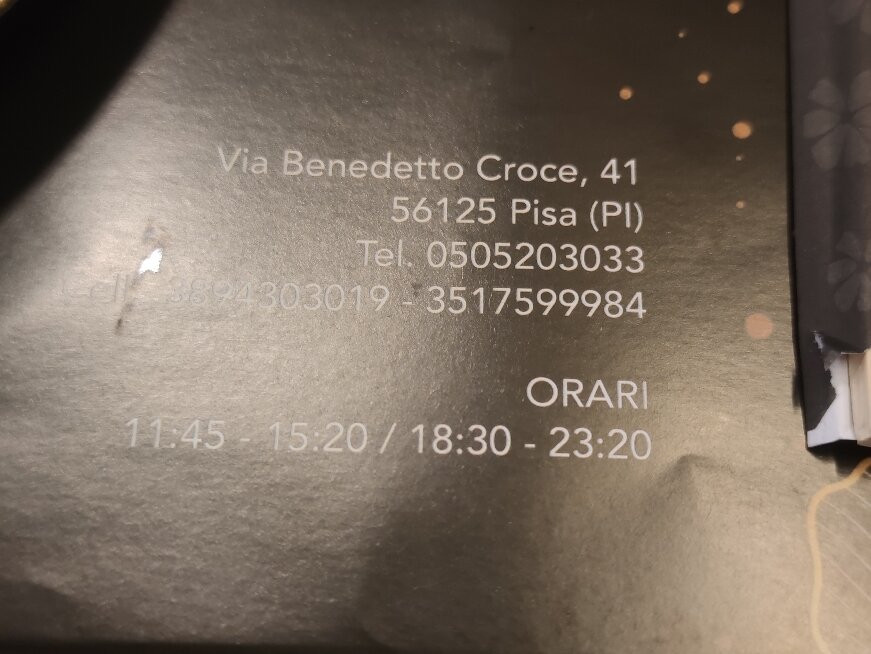 Via Benedetto Croce, 41
56125 Pisa (PI)
Tel. 0505203033
Cell. 3894303019 - 3517599984
ORARI
11:45 - 15:20 / 18:30 - 23:20